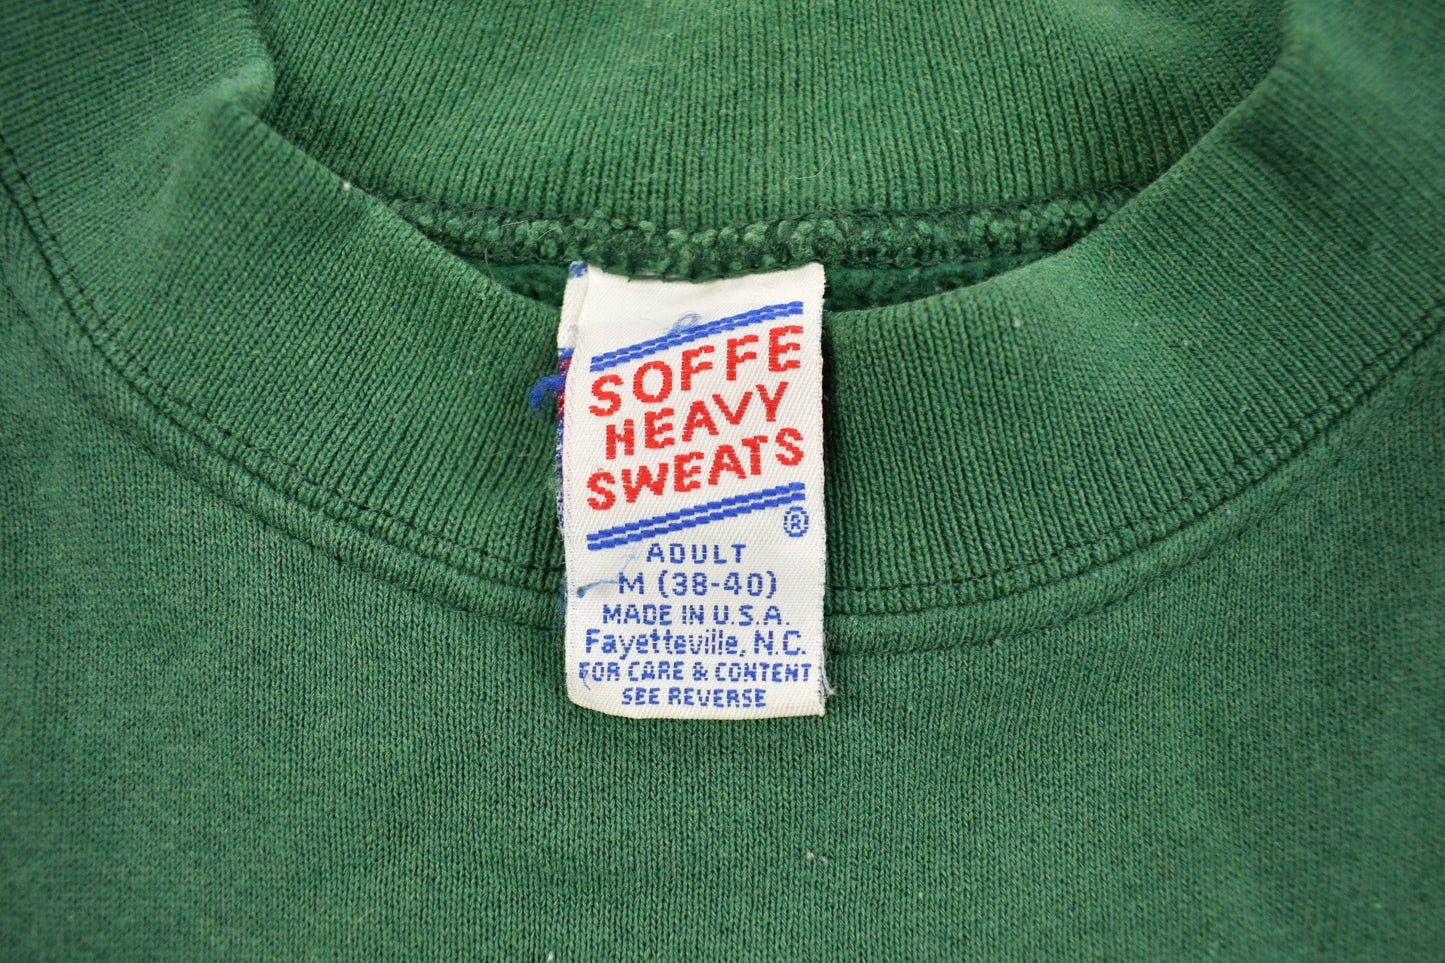 SOFFE
HEAVY
SWEATS
®
ADULT
M (38-40)
MADE IN U.S.A.
Fayetteville, N.C.
FOR CARE & CONTENT
SEE REVERSE